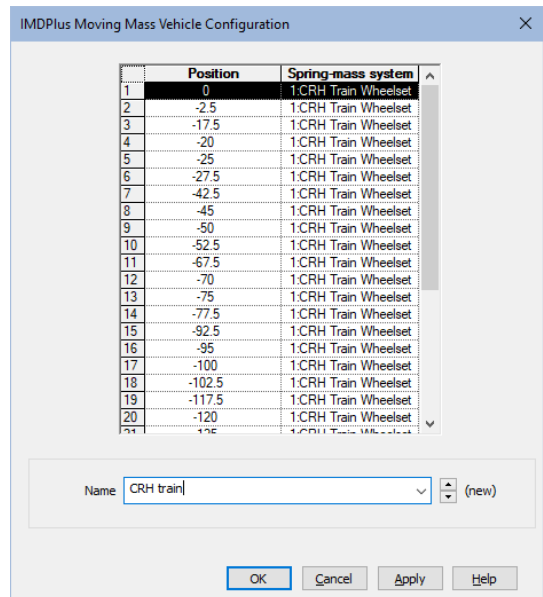 IMDPlus Moving Mass Vehicle Configuration
Position Spring-mass system
1 0 1:CRH Train Wheelset
2 -2.5 1:CRH Train Wheelset
3 -17.5 1:CRH Train Wheelset
4 -20 1:CRH Train Wheelset
5 -25 1:CRH Train Wheelset
6 -27.5 1:CRH Train Wheelset
7 -42.5 1:CRH Train Wheelset
8 -45 1:CRH Train Wheelset
9 -50 1:CRH Train Wheelset
10 -52.5 1:CRH Train Wheelset
11 -67.5 1:CRH Train Wheelset
12 -70 1:CRH Train Wheelset
13 -75 1:CRH Train Wheelset
14 -77.5 1:CRH Train Wheelset
15 -92.5 1:CRH Train Wheelset
16 -95 1:CRH Train Wheelset
17 -100 1:CRH Train Wheelset
18 -102.5 1:CRH Train Wheelset
19 -117.5 1:CRH Train Wheelset
20 -120 1:CRH Train Wheelset
Name CRH train (new)
OK Cancel Apply Help